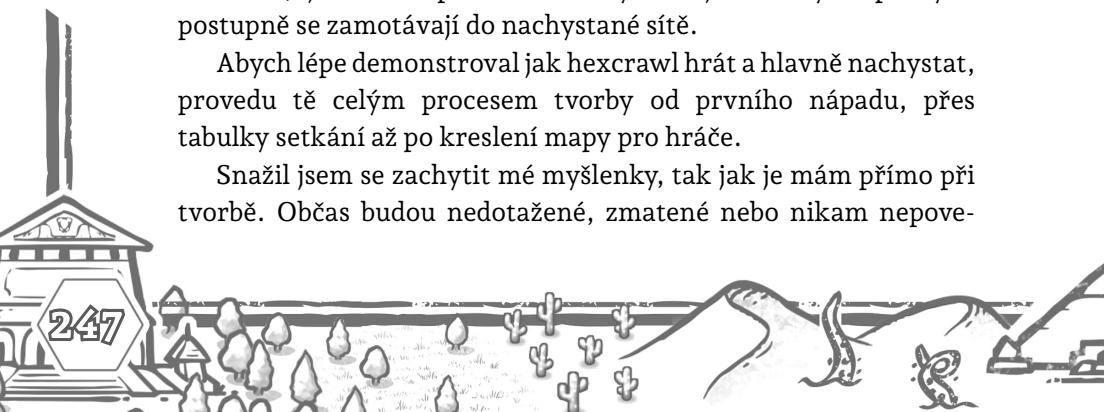 postupně se zamotávají do nachystané sítě.
Abych lépe demonstroval jak hexcrawl hrát a hlavně nachystat,
provedu tě celým procesem tvorby od prvního nápadu, přes
tabulky setkání až po kreslení mapy pro hráče.
Snažil jsem se zachytit mé myšlenky, tak jak je mám přímo při
tvorbě. Občas budou nedotažené, zmatené nebo nikam nepove-
247